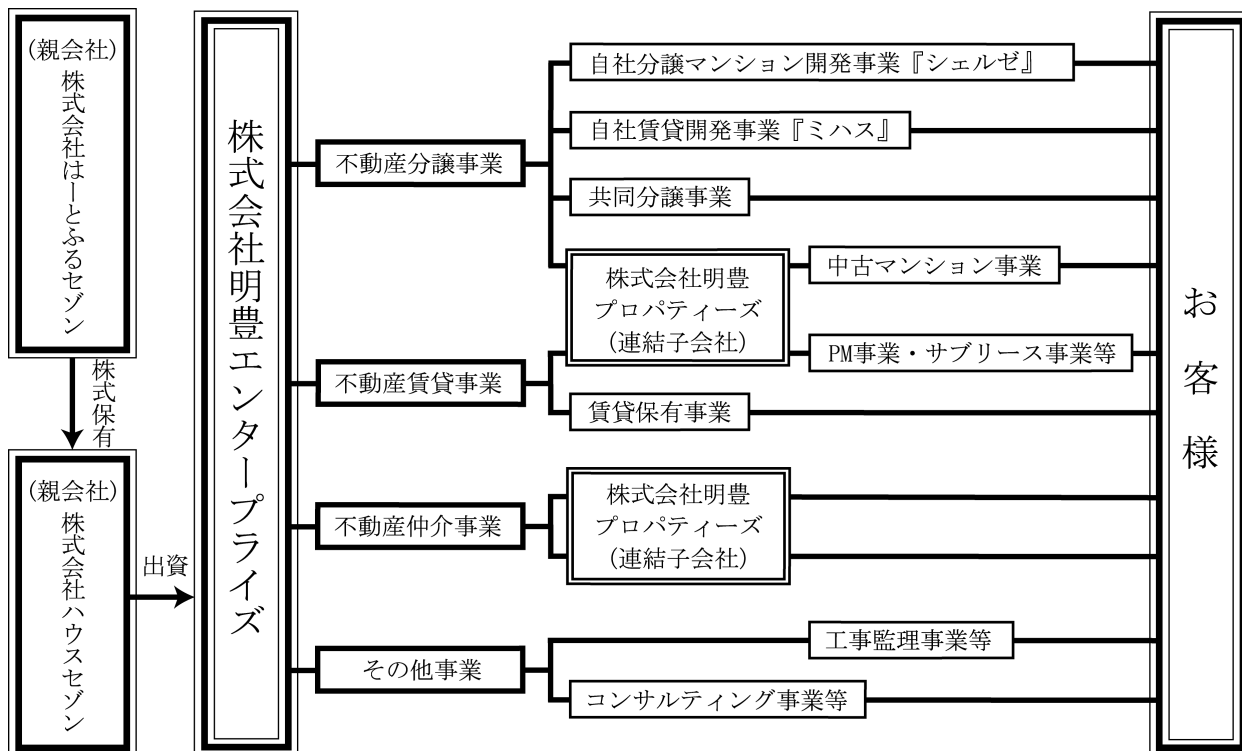 (親会社)
株式会社はーとふるセゾン
株式保有
(親会社)
株式会社ハウスセゾン
出資
株式会社明豊エンタープライズ
不動産分譲事業
自社分譲マンション開発事業『シェルゼ』
自社賃貸開発事業『ミハス』
共同分譲事業
株式会社明豊
プロパティーズ
(連結子会社)
中古マンション事業
不動産賃貸事業
PM事業・サブリース事業等
賃貸保有事業
不動産仲介事業
株式会社明豊
プロパティーズ
(連結子会社)
その他事業
工事監理事業等
コンサルティング事業等
お客様